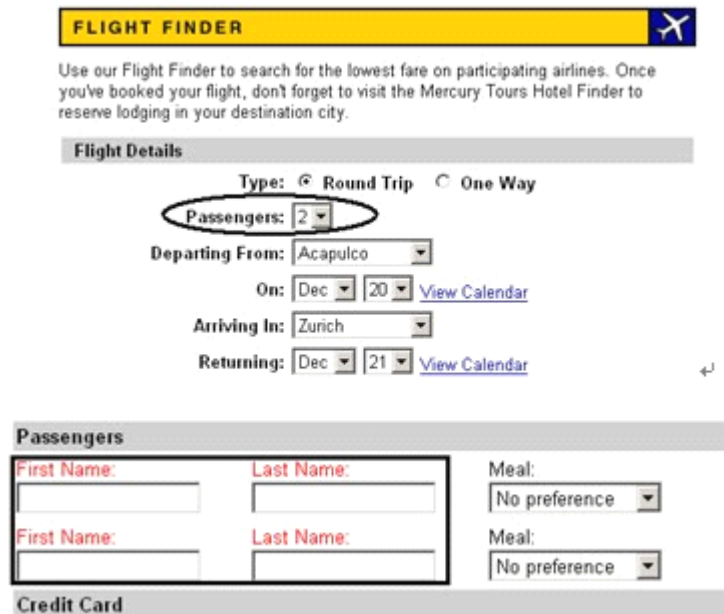 FLIGHT FINDER
Use our Flight Finder to search for the lowest fare on participating airlines. Once
you've booked your flight, don't forget to visit the Mercury Tours Hotel Finder to
reserve lodging in your destination city.
Flight Details
Type: Round Trip One Way
Passengers: 2
Departing From: Acapulco
On: Dec 20 View Calendar
Arriving In: Zurich
Returning: Dec 21 View Calendar
Passengers
First Name: Last Name: Meal:
No preference
First Name: Last Name: Meal:
No preference
Credit Card